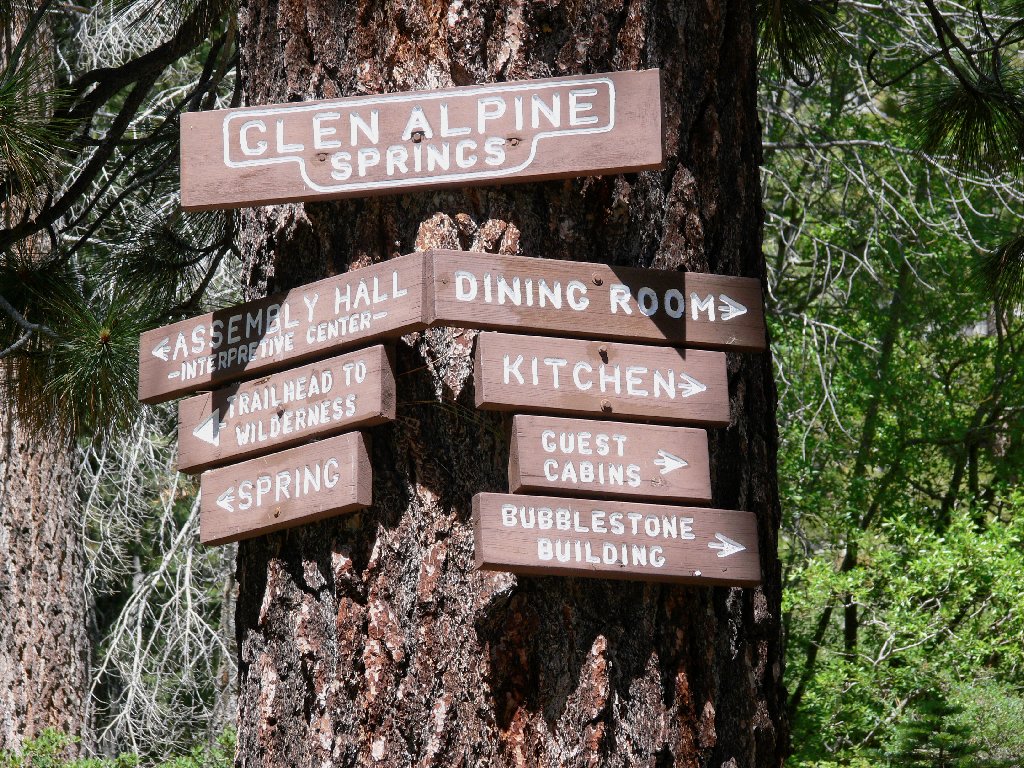 GLEN ALPINE
SPRINGS
ASSEMBLY HALL
-INTERPRETIVE CENTER-
TRAILHEAD TO
WILDERNESS
SPRING
DINING ROOM
KITCHEN
GUEST
CABINS
BUBBLESTONE
BUILDING